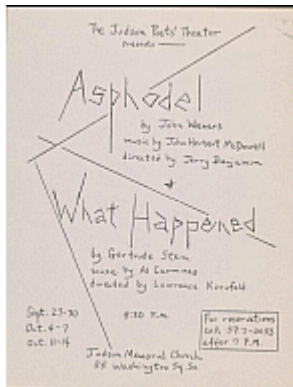 The Judson Poets' Theater
presents
Asphodel
by John Wieners
music by John Herbert McDowell
directed by Jerry Benjamin
What Happened
by Gertrude Stein
music by Al Carmines
directed by Lawrence Kornfeld
Sept. 23-30
Oct. 4-7
Oct. 11-14
8:30 P.M.
For reservations
call SP 7-
after 7 P.M.
Judson Memorial Church
55 Washington Sq. So.